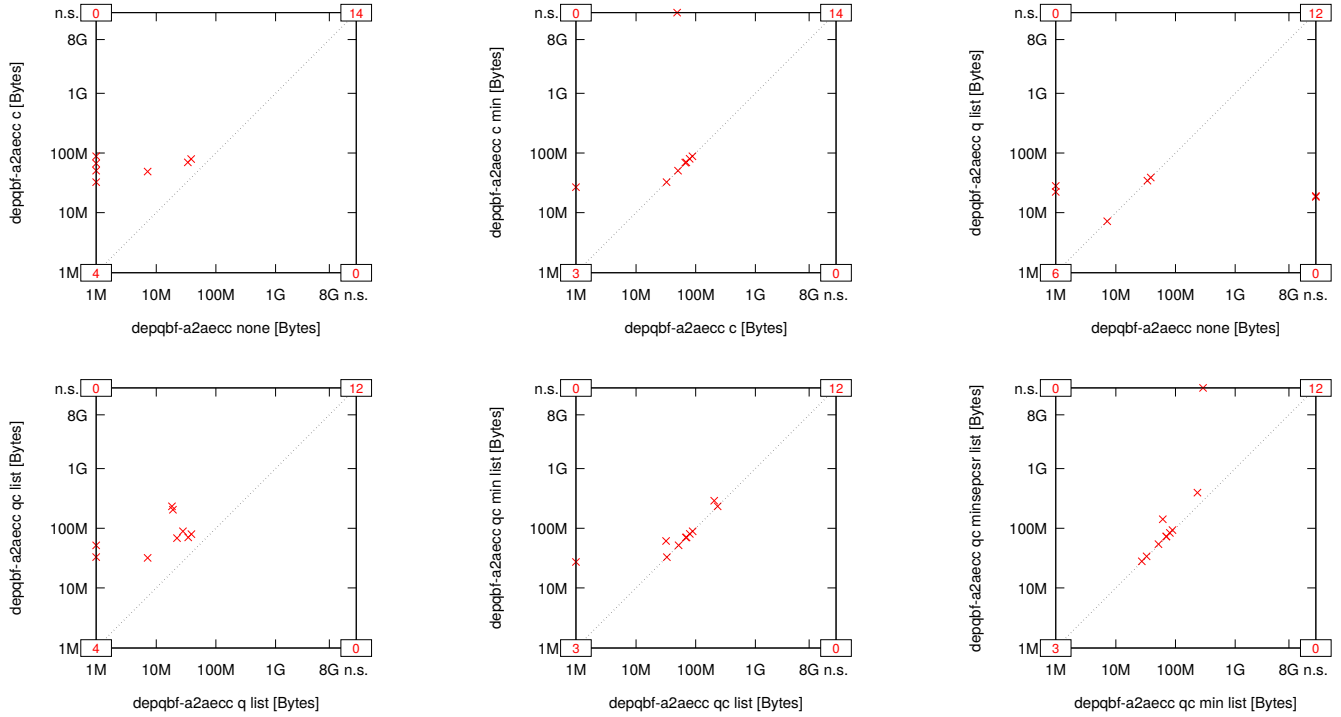 n.s. 0 14
8G
1G
100M
10M
1M 4 0
1M 10M 100M 1G 8G n.s.
depqbf-a2aecc c [Bytes]
depqbf-a2aecc none [Bytes]
n.s. 0 14
8G
1G
100M
10M
1M 3 0
1M 10M 100M 1G 8G n.s.
depqbf-a2aecc c min [Bytes]
depqbf-a2aecc c [Bytes]
n.s. 0 12
8G
1G
100M
10M
1M 6 0
1M 10M 100M 1G 8G n.s.
depqbf-a2aecc q list [Bytes]
depqbf-a2aecc none [Bytes]
n.s. 0 12
8G
1G
100M
10M
1M 4 0
1M 10M 100M 1G 8G n.s.
depqbf-a2aecc qc list [Bytes]
depqbf-a2aecc q list [Bytes]
n.s. 0 12
8G
1G
100M
10M
1M 3 0
1M 10M 100M 1G 8G n.s.
depqbf-a2aecc qc min list [Bytes]
depqbf-a2aecc qc list [Bytes]
n.s. 0 12
8G
1G
100M
10M
1M 3 0
1M 10M 100M 1G 8G n.s.
depqbf-a2aecc qc minsepcsr list [Bytes]
depqbf-a2aecc qc min list [Bytes]